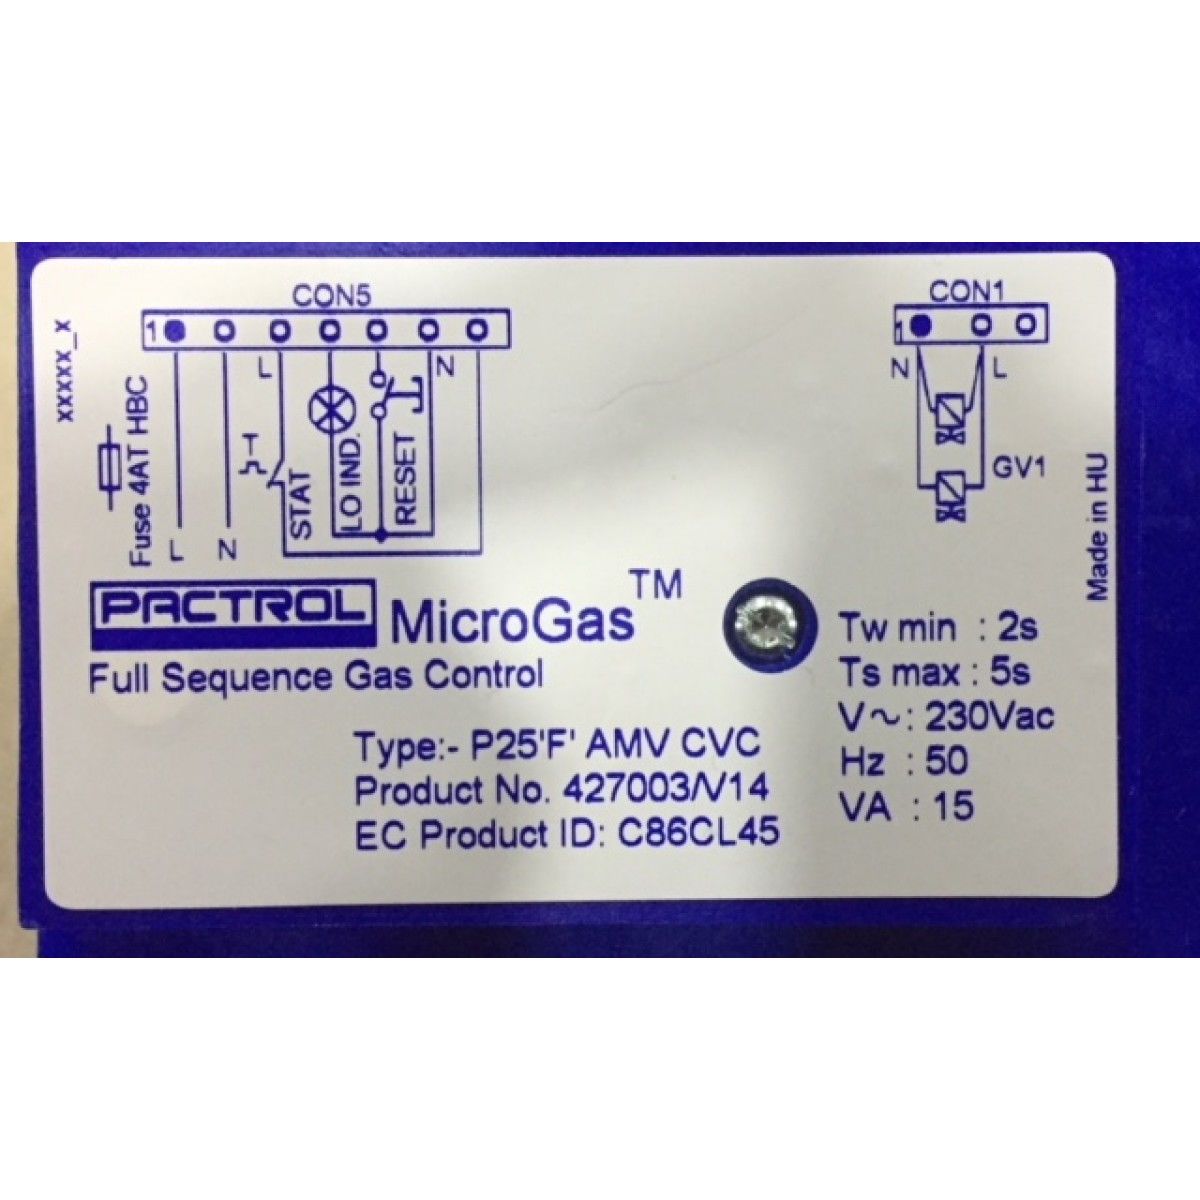 CON5
1
L
N
xxxxx_x
Fuse 4AT HBC
L
N
STAT
LO IND.
RESET
CON1
1
N
L
GV1
Made in HU
PACTROL MicroGas™
Full Sequence Gas Control
Type:- P25'F' AMV CVC
Product No. 427003/V14
EC Product ID: C86CL45
Tw min : 2s
Ts max : 5s
V~: 230Vac
Hz : 50
VA : 15